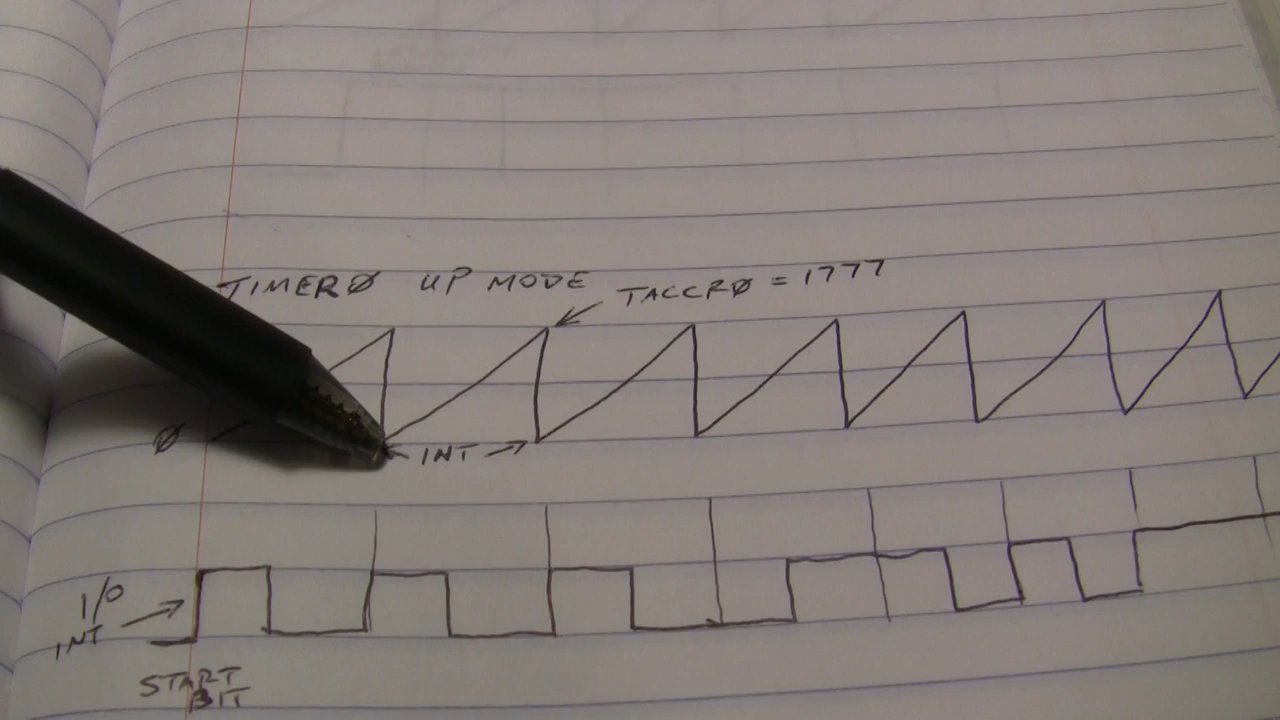 TIMERØ UP MODE
TACCRØ = 1777
Ø
INT
I/O
INT
START
BIT